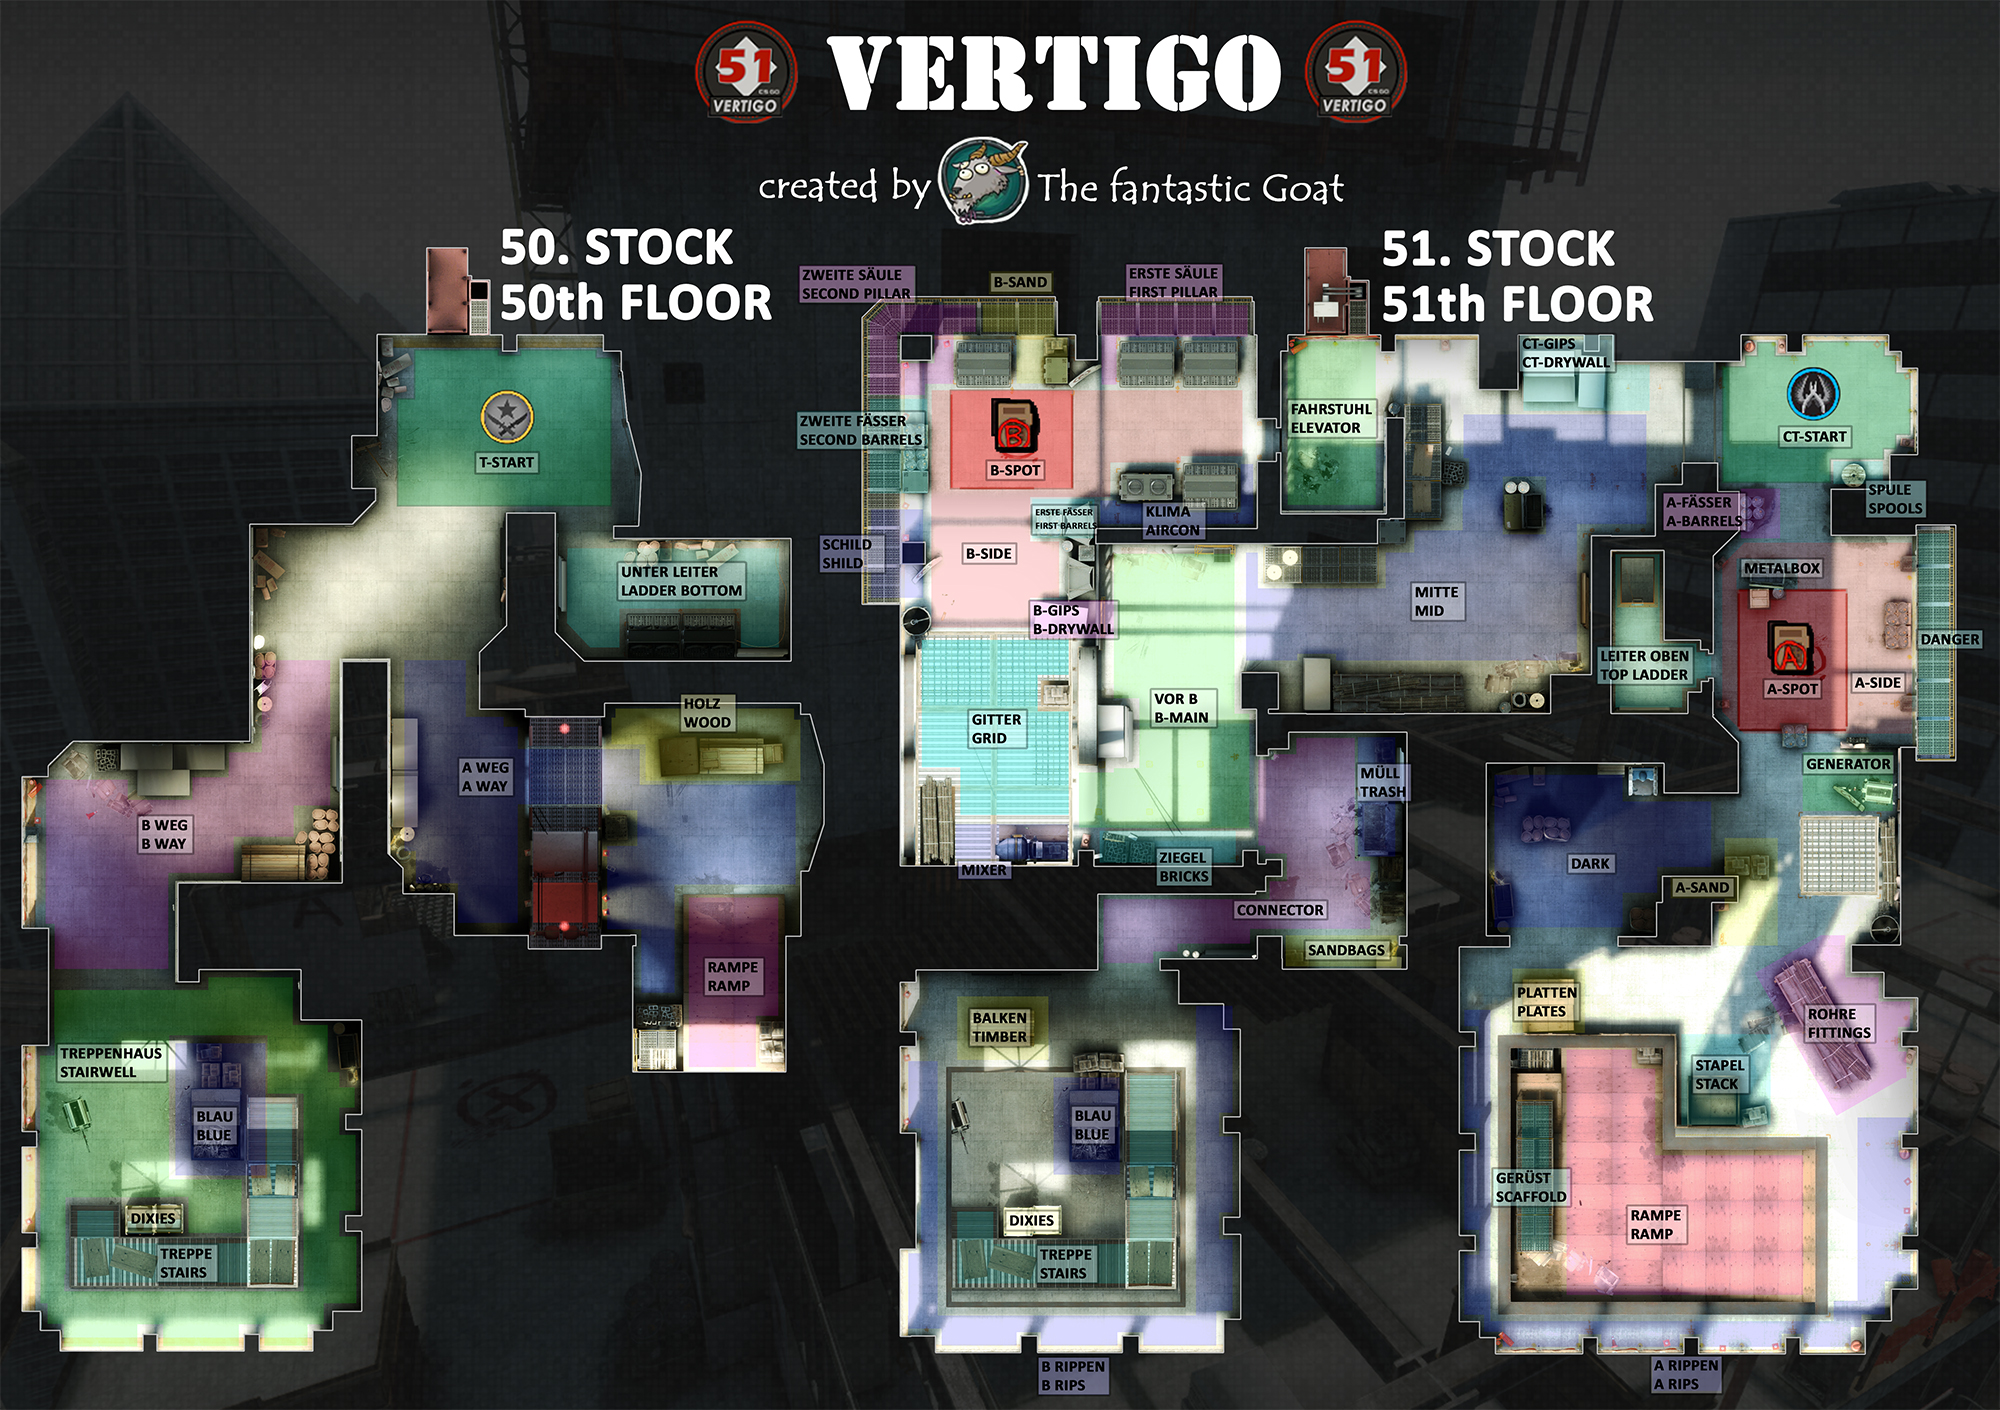 VERTIGO
51
CS GO
VERTIGO
51
CS GO
VERTIGO
created by The fantastic Goat
50. STOCK
50th FLOOR
51. STOCK
51th FLOOR
ZWEITE SÄULE
SECOND PILLAR
B-SAND
ERSTE SÄULE
FIRST PILLAR
CT-GIPS
CT-DRYWALL
T-START
ZWEITE FÄSSER
SECOND BARRELS
B
B-SPOT
FAHRSTUHL
ELEVATOR
CT-START
SPULE
SPOOLS
A-FÄSSER
A-BARRELS
ERSTE FÄSSER
FIRST BARRELS
KLIMA
AIRCON
SCHILD
SHILD
B-SIDE
UNTER LEITER
LADDER BOTTOM
METALBOX
MITTE
MID
B-GIPS
B-DRYWALL
DANGER
LEITER OBEN
TOP LADDER
A
A-SPOT
A-SIDE
HOLZ
WOOD
GITTER
GRID
VOR B
B-MAIN
A WEG
A WAY
MÜLL
TRASH
GENERATOR
B WEG
B WAY
MIXER
ZIEGEL
BRICKS
DARK
A-SAND
CONNECTOR
SANDBAGS
RAMPE
RAMP
BALKEN
TIMBER
PLATTEN
PLATES
ROHRE
FITTINGS
TREPPENHAUS
STAIRWELL
STAPEL
STACK
BLAU
BLUE
BLAU
BLUE
GERÜST
SCAFFOLD
DIXIES
DIXIES
RAMPE
RAMP
TREPPE
STAIRS
TREPPE
STAIRS
B RIPPEN
B RIPS
A RIPPEN
A RIPS